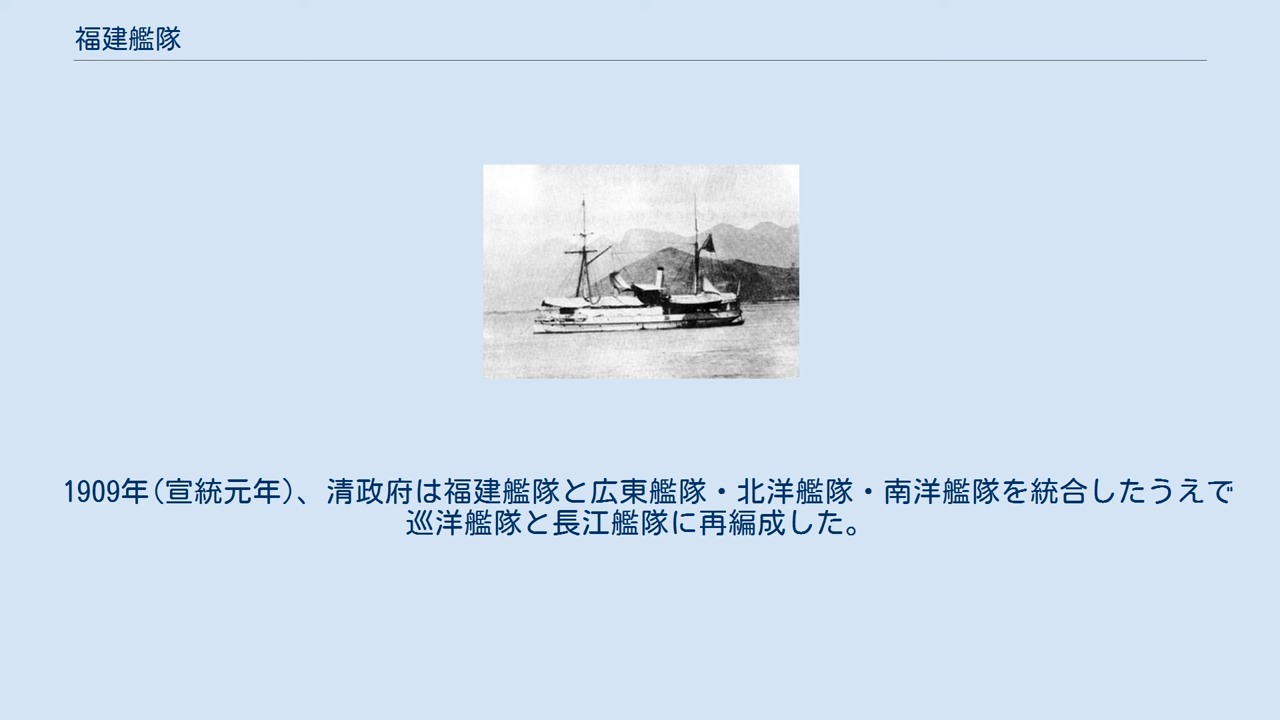 福建艦隊
1909年(宣統元年)、清政府は福建艦隊と広東艦隊・北洋艦隊・南洋艦隊を統合したうえで
巡洋艦隊と長江艦隊に再編成した。